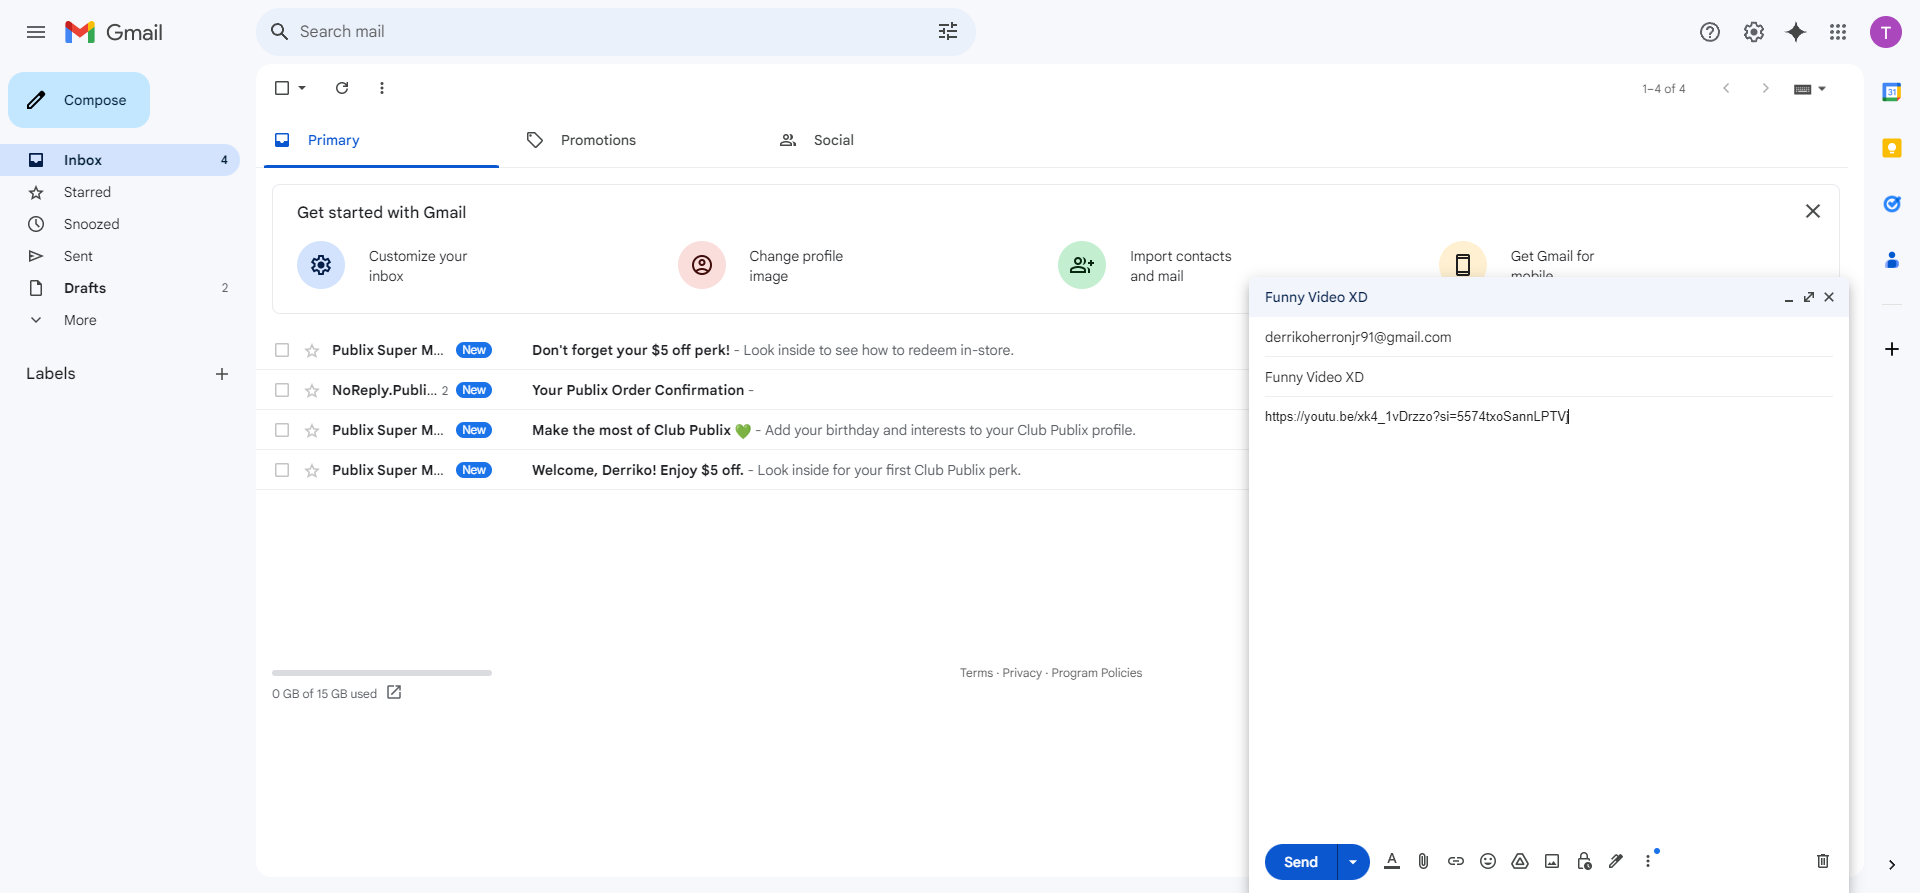 Gmail
Search mail
T
Compose
Inbox 4
Starred
Snoozed
Sent
Drafts 2
More
Labels
1–4 of 4
31
Primary
Promotions
Social
Get started with Gmail
Customize your
inbox
Change profile
image
Import contacts
and mail
Get Gmail for
mobile
Publix Super M... New Don't forget your $5 off perk! - Look inside to see how to redeem in-store.
NoReply.Publi... 2 New Your Publix Order Confirmation -
Publix Super M... New Make the most of Club Publix 💚 - Add your birthday and interests to your Club Publix profile.
Publix Super M... New Welcome, Derriko! Enjoy $5 off. - Look inside for your first Club Publix perk.
0 GB of 15 GB used
Terms · Privacy · Program Policies
Funny Video XD
derrikoherronjr91@gmail.com
Funny Video XD
https://youtu.be/xk4_1vDrzzo?si=5574txoSannLPTVj
Send
A